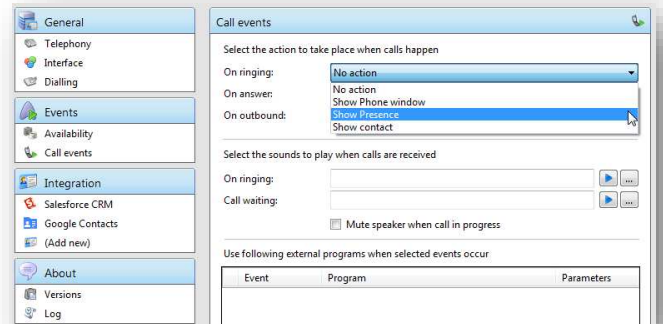 General
Telephony
Interface
Dialling
Events
Availability
Call events
Integration
Salesforce CRM
Google Contacts
(Add new)
About
Versions
Log
Call events
Select the action to take place when calls happen
On ringing: No action
No action
On answer:
Show Phone window
On outbound: Show Presence
Show contact
Select the sounds to play when calls are received
On ringing: ...
Call waiting: ...
Mute speaker when call in progress
Use following external programs when selected events occur
Event Program Parameters